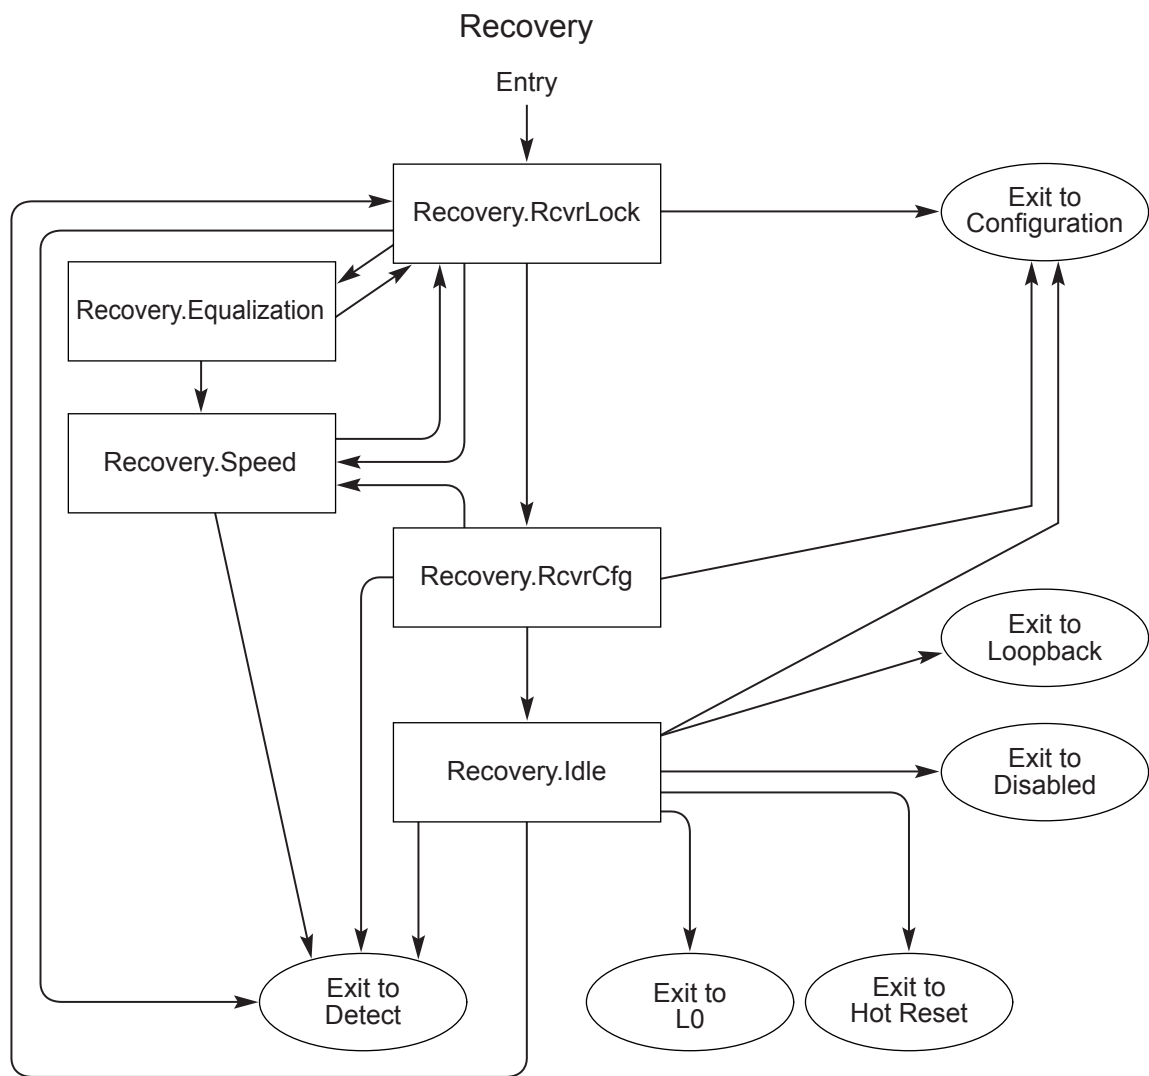 Recovery
Entry
Recovery.RcvrLock
Exit to
Configuration
Recovery.Equalization
Recovery.Speed
Recovery.RcvrCfg
Exit to
Loopback
Recovery.Idle
Exit to
Disabled
Exit to
Detect
Exit to
L0
Exit to
Hot Reset